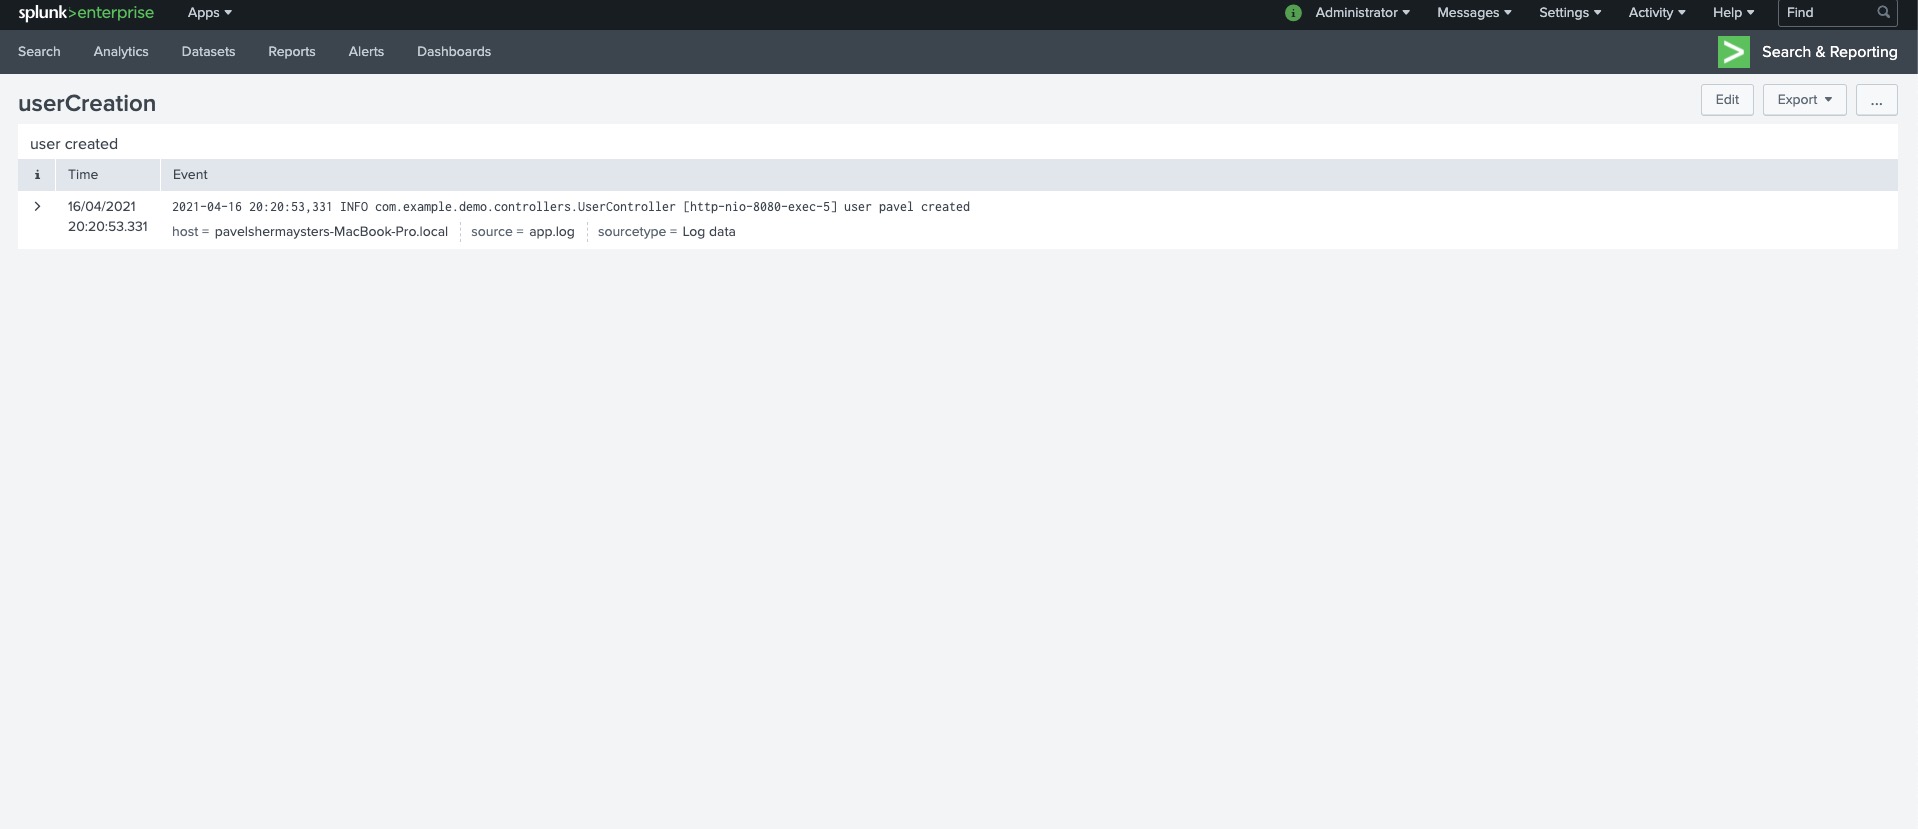 splunk>enterprise Apps Administrator Messages Settings Activity Help Find
Search Analytics Datasets Reports Alerts Dashboards Search & Reporting
userCreation Edit Export ...
user created
i Time Event
16/04/2021 2021-04-16 20:20:53,331 INFO com.example.demo.controllers.UserController [http-nio-8080-exec-5] user pavel created
20:20:53.331 host = pavelshermaysters-MacBook-Pro.local source = app.log sourcetype = Log data